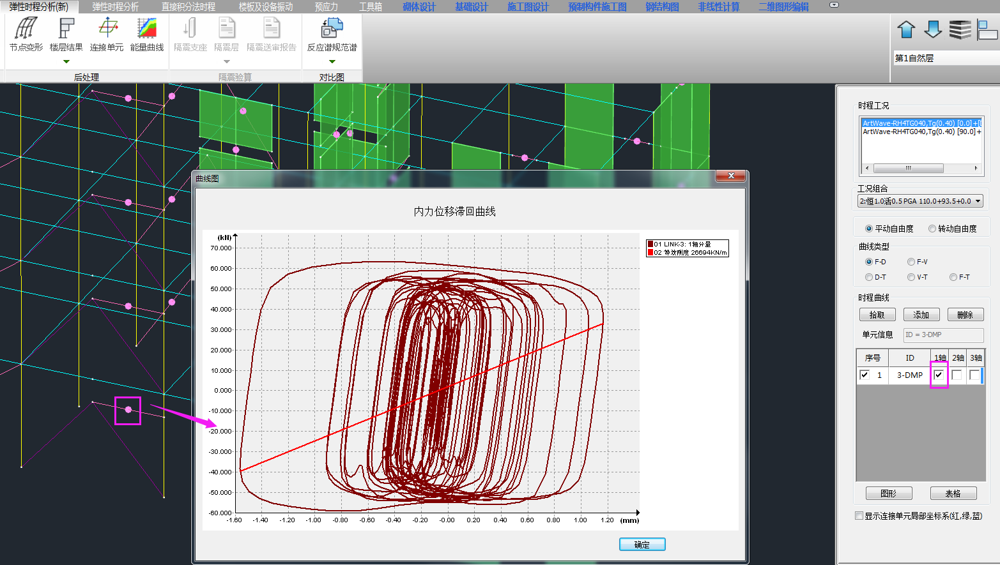 弹性时程分析(新) 弹性时程分析 直接积分法时程 楼板及设备振动 预应力 工具箱 砌体设计 基础设计 施工图设计 预制构件施工图 钢结构图 非线性计算 二维图形编辑
节点变形 楼层结果 连接单元 能量曲线 隔震支座 隔震层 隔震送审报告 反应谱规范谱
后处理 隔震验算 对比图
第1自然层
时程工况
ArtWave-RH4TG040,Tg(0.40) [0.0]+[
ArtWave-RH4TG040,Tg(0.40) [90.0]+
工况组合
2:恒1.0活0.5 PGA 110.0+93.5+0.0
平动自由度 转动自由度
曲线类型
F-D F-V
D-T V-T F-T
时程曲线
拾取 添加 删除
单元信息 ID = 3-DMP
序号 ID 1轴 2轴 3轴
1 3-DMP
图形 表格
显示连接单元局部坐标系(红,绿,蓝)
曲线图
内力位移滞回曲线
(kN)
70.000
60.000
50.000
40.000
30.000
20.000
10.000
0.000
-10.000
-20.000
-30.000
-40.000
-50.000
-60.000
-1.60 -1.40 -1.20 -1.00 -0.80 -0.60 -0.40 -0.20 -0.00 0.20 0.40 0.60 0.80 1.00 1.20 (mm)
01 LINK-3: 1轴分量
02 等效刚度 26694KN/m
确定